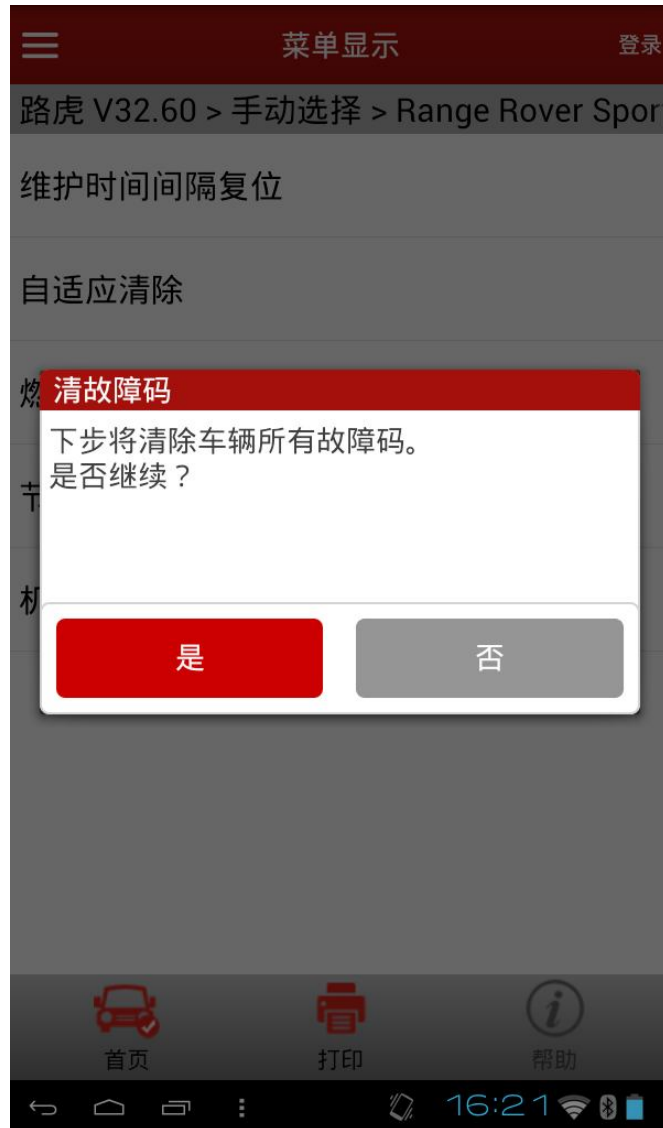 菜单显示
登录
路虎 V32.60 > 手动选择 > Range Rover Spor
维护时间间隔复位
自适应清除
燃
清故障码
下步将清除车辆所有故障码。
是否继续？
节
机
是
否
首页
打印
帮助
16:21